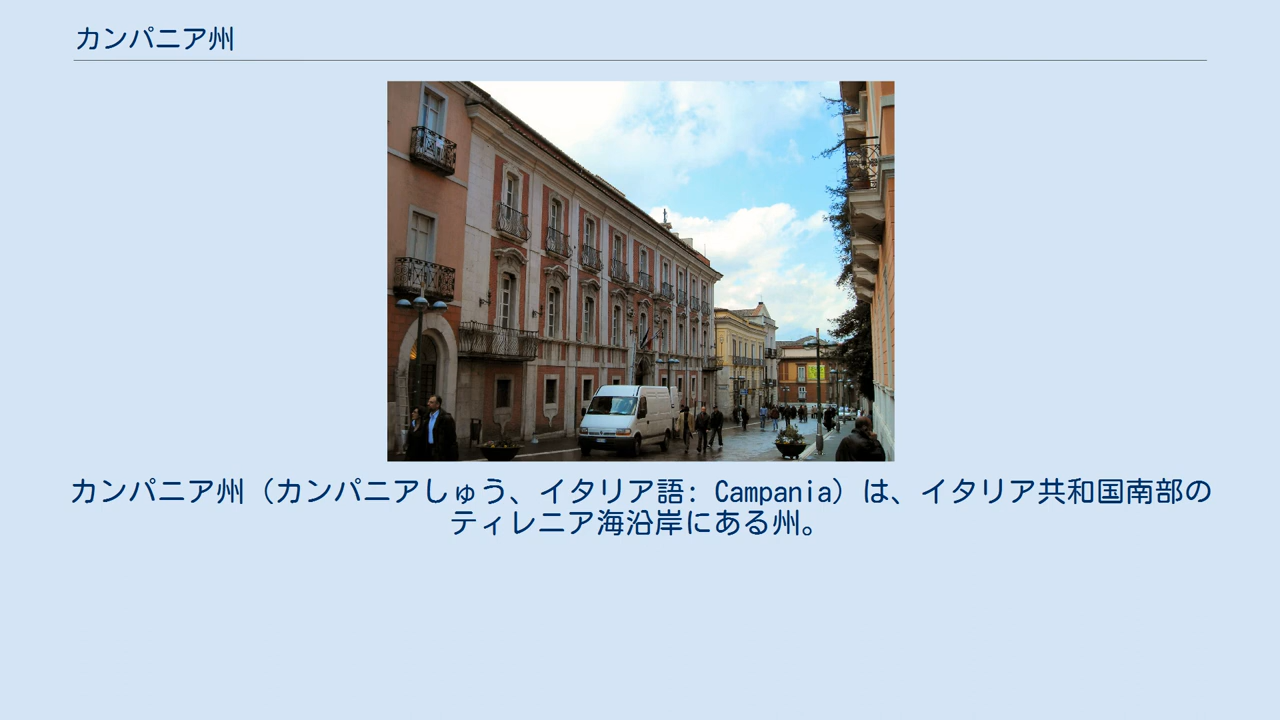 カンパニア州
カンパニア州（カンパニアしゅう、イタリア語: Campania）は、イタリア共和国南部の
ティレニア海沿岸にある州。